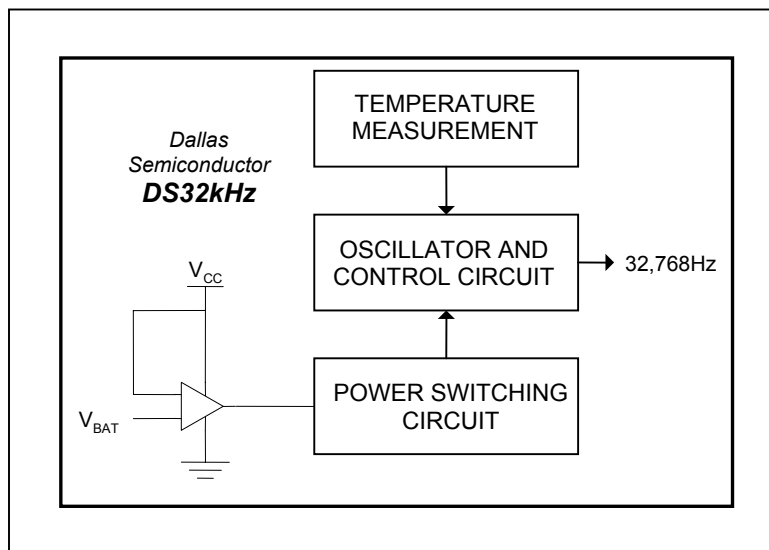 TEMPERATURE
MEASUREMENT
Dallas
Semiconductor
DS32kHz
OSCILLATOR AND
CONTROL CIRCUIT
32,768Hz
VCC
POWER SWITCHING
CIRCUIT
VBAT